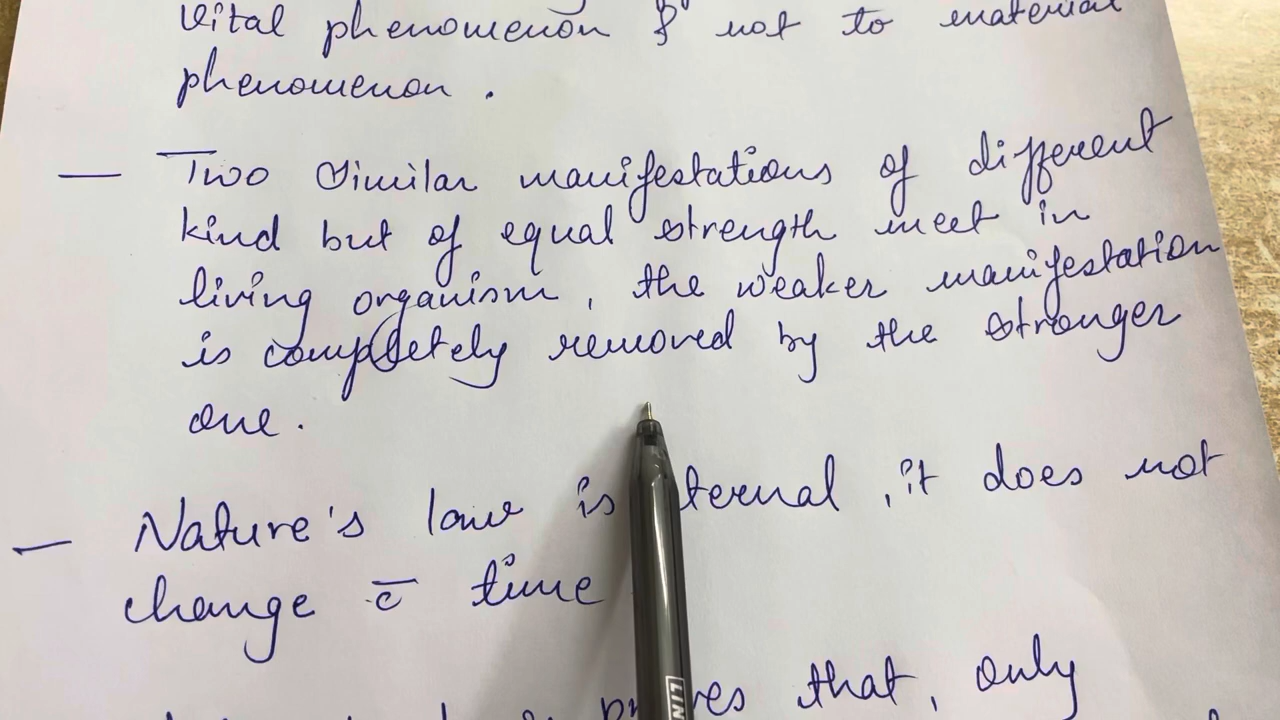 vital phenomenon & not to material
phenomenon.
— Two similar manifestations of different
kind but of equal strength meet in
living organism, the weaker manifestation
is completely removed by the stronger
one.
— Nature's law is ternal, it does not
change c̄ time
that, only
LIN